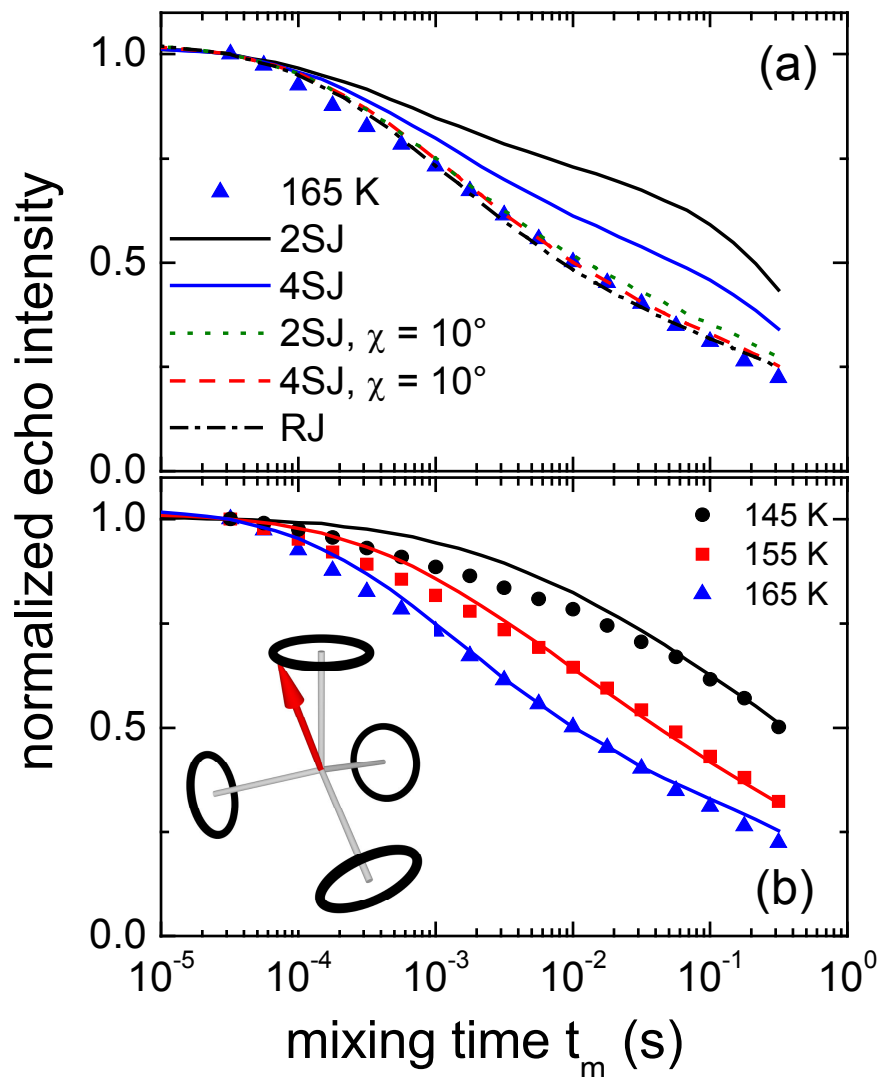 normalized echo intensity
1.0
0.5
0.0
(a)
165 K
2SJ
4SJ
2SJ, χ = 10°
4SJ, χ = 10°
RJ
1.0
0.5
0.0
145 K
155 K
165 K
(b)
10⁻⁵ 10⁻⁴ 10⁻³ 10⁻² 10⁻¹ 10⁰
mixing time tₘ (s)